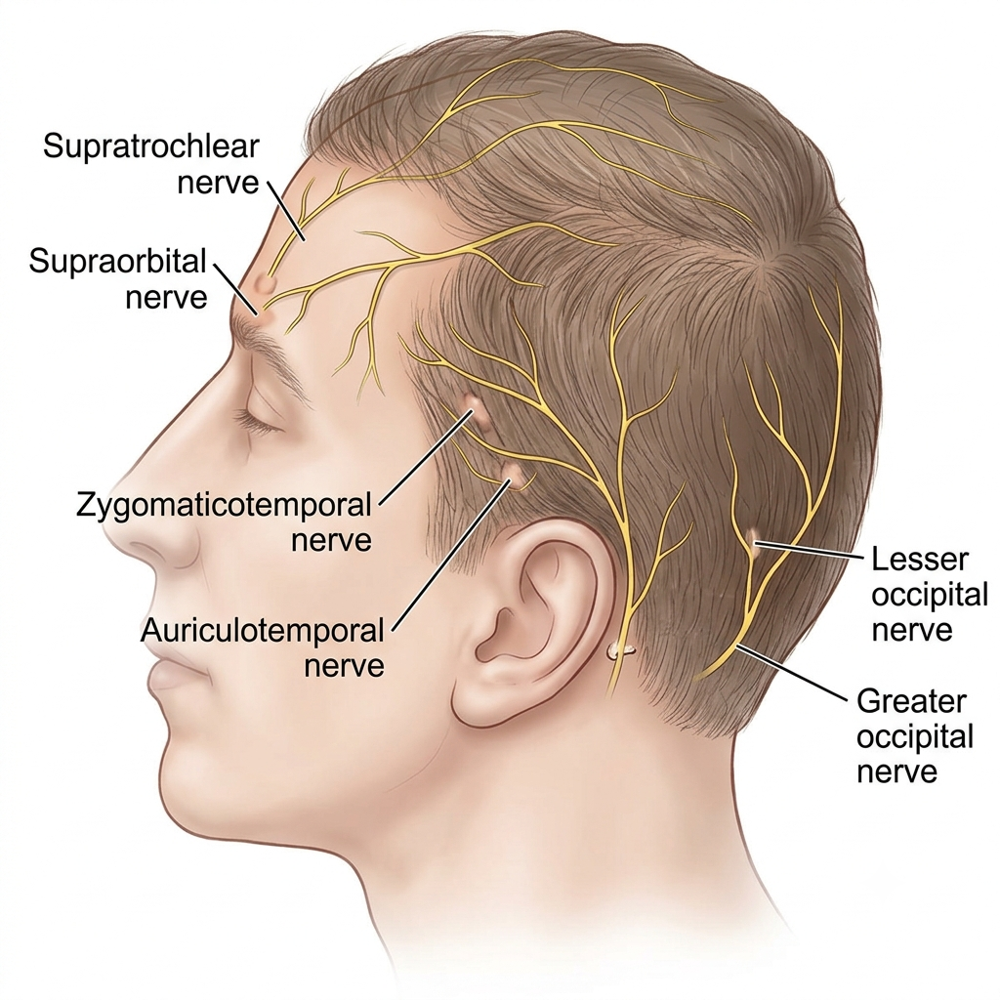 Supratrochlear
nerve
Supraorbital
nerve
Zygomaticotemporal
nerve
Auriculotemporal
nerve
Lesser
occipital
nerve
Greater
occipital
nerve